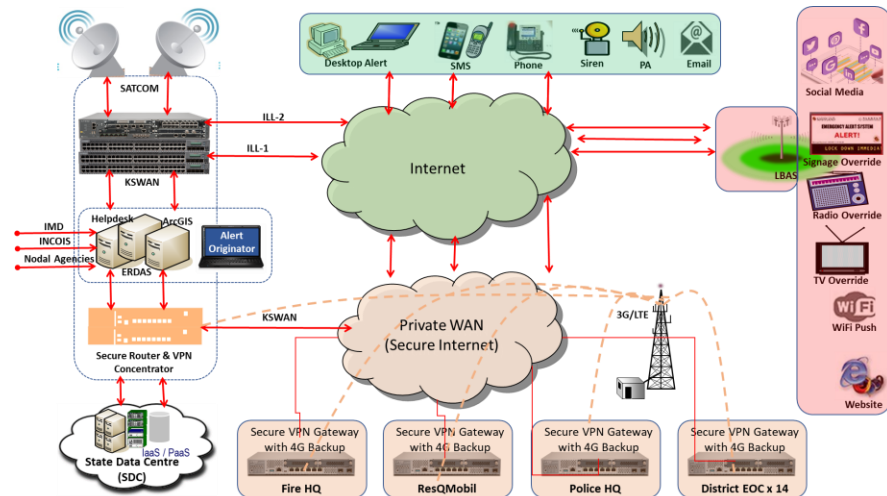 SATCOM
KSWAN
Helpdesk
ArcGIS
IMD
INCOIS
Nodal Agencies
ERDAS
Alert
Originator
Secure Router & VPN
Concentrator
IaaS / PaaS
State Data Centre
(SDC)
ILL-2
ILL-1
KSWAN
Desktop Alert
SMS
Phone
Siren
PA
Email
Internet
Private WAN
(Secure Internet)
3G/LTE
LBAS
Social Media
EMERGENCY ALERT SYSTEM
ALERT!
Signage Override
Radio Override
TV Override
WiFi
WiFi Push
Website
Secure VPN Gateway
with 4G Backup
Fire HQ
Secure VPN Gateway
with 4G Backup
ResQMobil
Secure VPN Gateway
with 4G Backup
Police HQ
Secure VPN Gateway
with 4G Backup
District EOC x 14